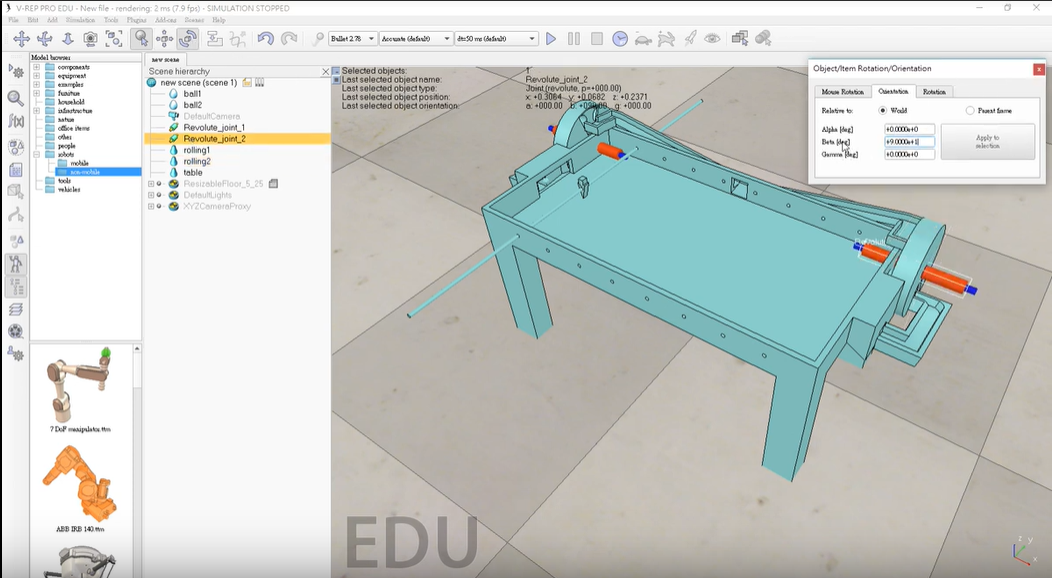 V-REP PRO EDU - New file - rendering: 2 ms (7.9 fps) - SIMULATION STOPPED
File Edit Add Simulation Tools Plugins Add-ons Scenes Help
Bullet 2.78 Accurate (default) dt=50 ms (default)
Model browser
components
equipment
examples
furniture
household
infrastructure
nature
office items
other
people
robots
mobile
non-mobile
tools
vehicles
7 DoF manipulator.ttm
ABB IRB 140.ttm
new scene
Scene hierarchy
new scene (scene 1)
ball1
ball2
DefaultCamera
Revolute_joint_1
Revolute_joint_2
rolling1
rolling2
table
ResizableFloor_5_25
DefaultLights
XYZCameraProxy
Selected objects: 1
Last selected object name: Revolute_joint_2
Last selected object type: Joint (revolute, p=+000.00)
Last selected object position: x: +0.3084 y: +0.0682 z: +0.2371
Last selected object orientation: a: +000.00 b: +090.00 g: +000.00
EDU
Object/Item Rotation/Orientation
Mouse Rotation Orientation Rotation
Relative to: World Parent frame
Alpha [deg] +0.0000e+0
Beta [deg] +9.0000e+1
Gamma [deg] +0.0000e+0
Apply to
selection
z y
x